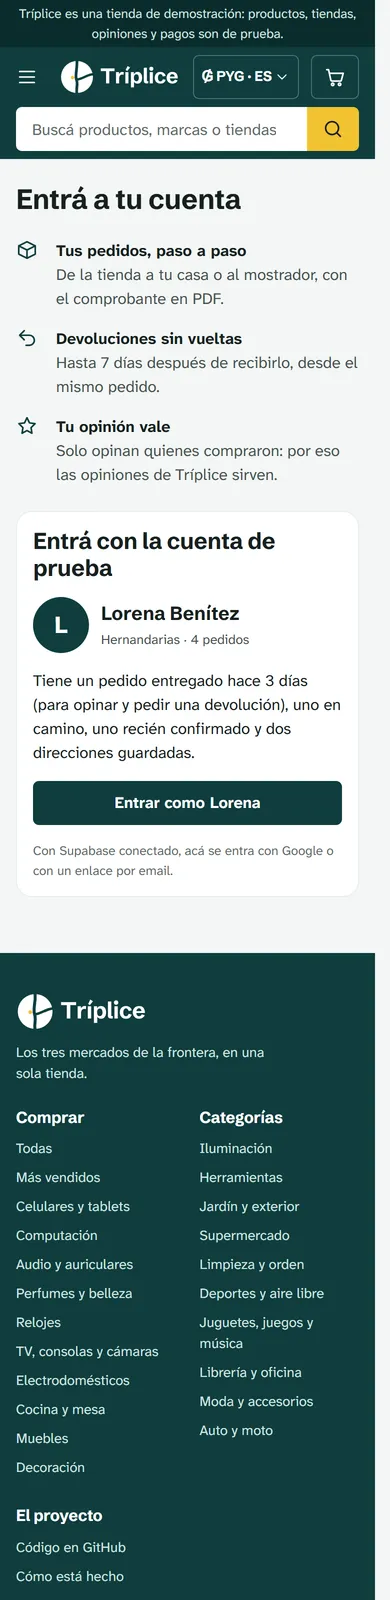 Tríplice es una tienda de demostración: productos, tiendas,
opiniones y pagos son de prueba.
Tríplice
₲ PYG · ES
Buscá productos, marcas o tiendas
Entrá a tu cuenta
Tus pedidos, paso a paso
De la tienda a tu casa o al mostrador, con
el comprobante en PDF.
Devoluciones sin vueltas
Hasta 7 días después de recibirlo, desde el
mismo pedido.
Tu opinión vale
Solo opinan quienes compraron: por eso
las opiniones de Tríplice sirven.
Entrá con la cuenta de
prueba
L
Lorena Benítez
Hernandarias · 4 pedidos
Tiene un pedido entregado hace 3 días
(para opinar y pedir una devolución), uno en
camino, uno recién confirmado y dos
direcciones guardadas.
Entrar como Lorena
Con Supabase conectado, acá se entra con Google o
con un enlace por email.
Tríplice
Los tres mercados de la frontera, en una
sola tienda.
Comprar
Todas
Más vendidos
Celulares y tablets
Computación
Audio y auriculares
Perfumes y belleza
Relojes
TV, consolas y cámaras
Electrodomésticos
Cocina y mesa
Muebles
Decoración
Categorías
Iluminación
Herramientas
Jardín y exterior
Supermercado
Limpieza y orden
Deportes y aire libre
Juguetes, juegos y
música
Librería y oficina
Moda y accesorios
Auto y moto
El proyecto
Código en GitHub
Cómo está hecho